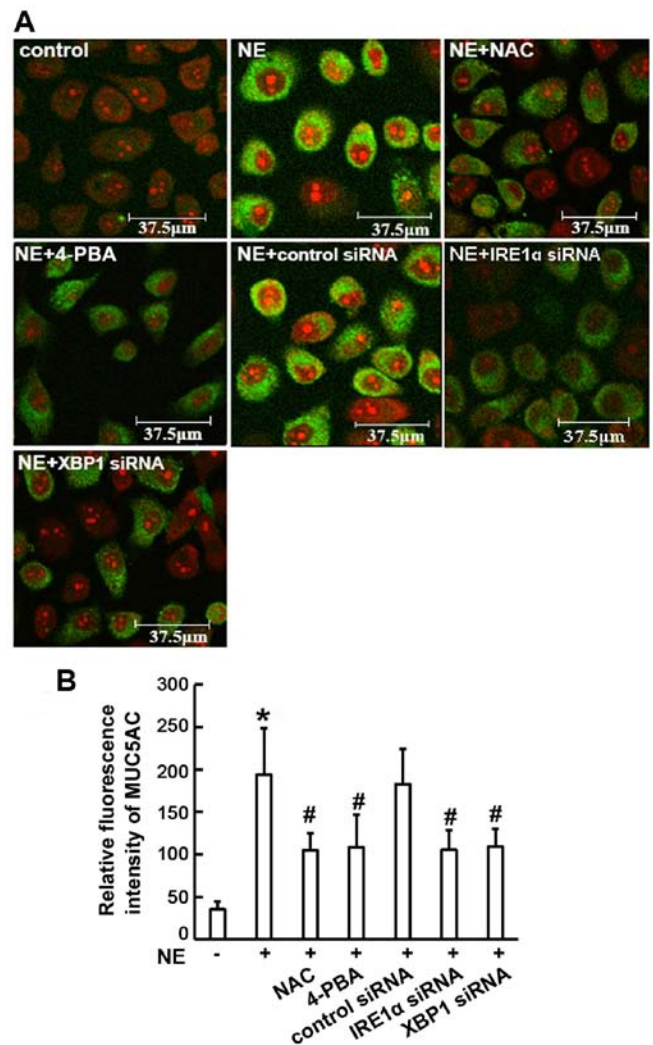 A
control
NE
NE+NAC
37.5µm
37.5µm
37.5µm
NE+4-PBA
NE+control siRNA
NE+IRE1α siRNA
37.5µm
37.5µm
37.5µm
NE+XBP1 siRNA
37.5µm
B
Relative fluorescence
intensity of MUC5AC
300
250
200
150
100
50
0
*
#
#
#
#
NE - + + + + + +
NAC
4-PBA
control siRNA
IRE1α siRNA
XBP1 siRNA